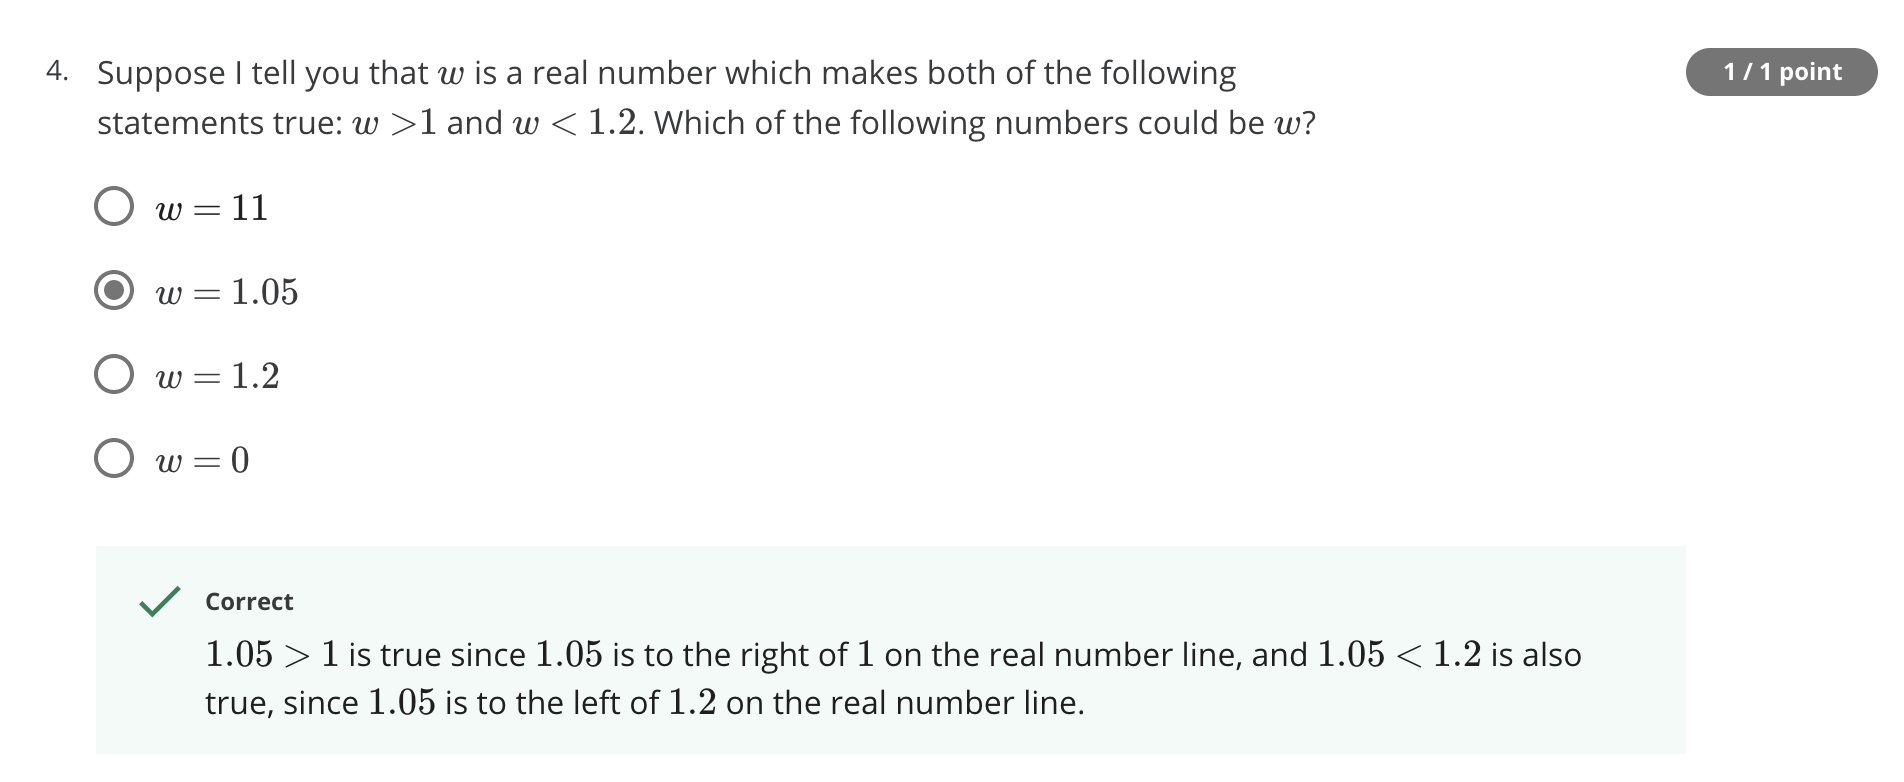 4. Suppose I tell you that w is a real number which makes both of the following
1 / 1 point
statements true: w >1 and w < 1.2. Which of the following numbers could be w?
w = 11
w = 1.05
w = 1.2
w = 0
Correct
1.05 > 1 is true since 1.05 is to the right of 1 on the real number line, and 1.05 < 1.2 is also
true, since 1.05 is to the left of 1.2 on the real number line.